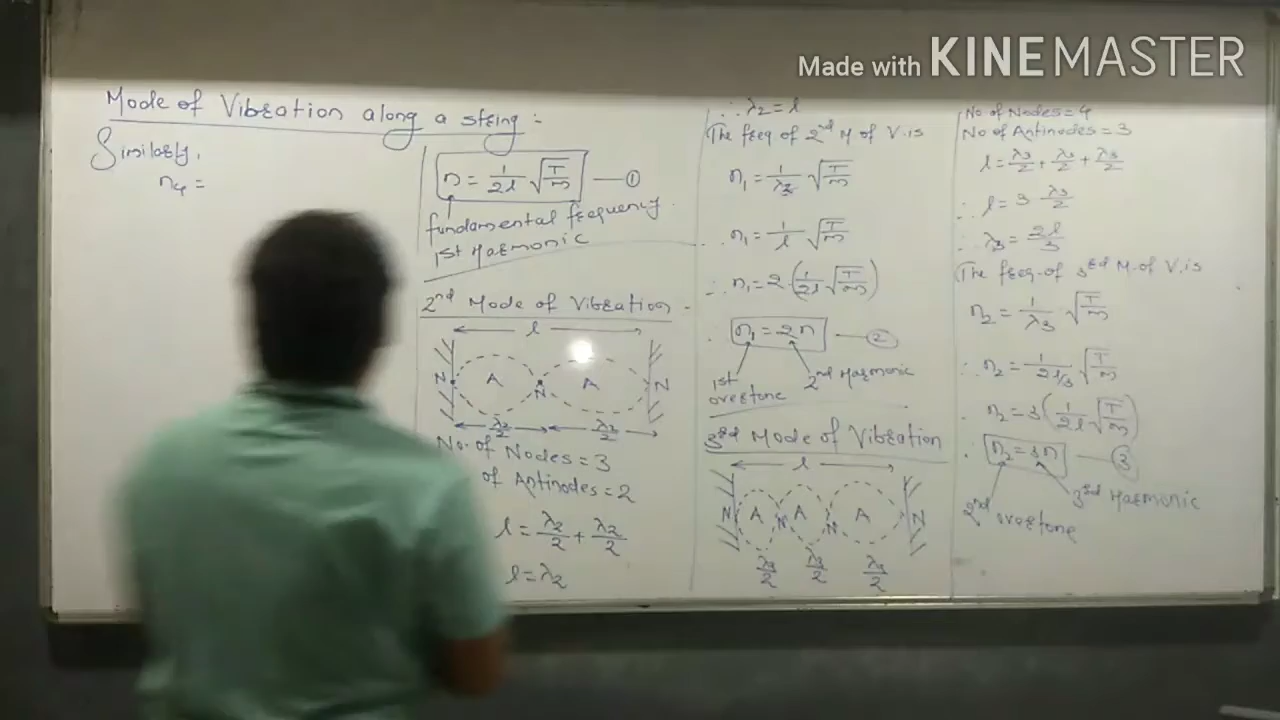 Made with KINEMASTER
Mode of Vibration along a string :-
Similarly,
n₄ =
n = 1/2l √T/m —①
fundamental frequency
1st Harmonic
2nd Mode of Vibration -
l
N A N A N
λ₂/2 λ₂/2
No. of Nodes = 3
of Antinodes = 2
l = λ₂/2 + λ₂/2
l = λ₂
∴ λ₂ = l
The freq of 2nd M of V. is
n₁ = 1/λ₂ √T/m
∴ n₁ = 1/l √T/m
∴ n₁ = 2 (1/2l √T/m)
∴ n₁ = 2n —②
1st overtone 2nd Harmonic
3rd Mode of Vibration
l
N A N A N A N
λ₃/2 λ₃/2 λ₃/2
No of Nodes = 4
No of Antinodes = 3
l = λ₃/2 + λ₃/2 + λ₃/2
∴ l = 3 λ₃/2
∴ λ₃ = 2l/3
The freq. of 3rd M. of V. is
n₂ = 1/λ₃ √T/m
∴ n₂ = 1/2l/3 √T/m
∴ n₂ = 3 (1/2l √T/m)
∴ n₂ = 3n —③
2nd overtone 3rd Harmonic